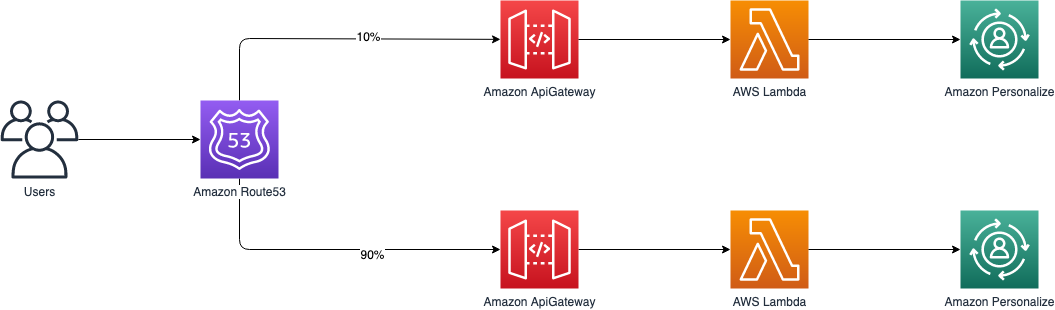 10%
</>
Amazon ApiGateway
AWS Lambda
Amazon Personalize
53
Users
Amazon Route53
90%
</>
Amazon ApiGateway
AWS Lambda
Amazon Personalize